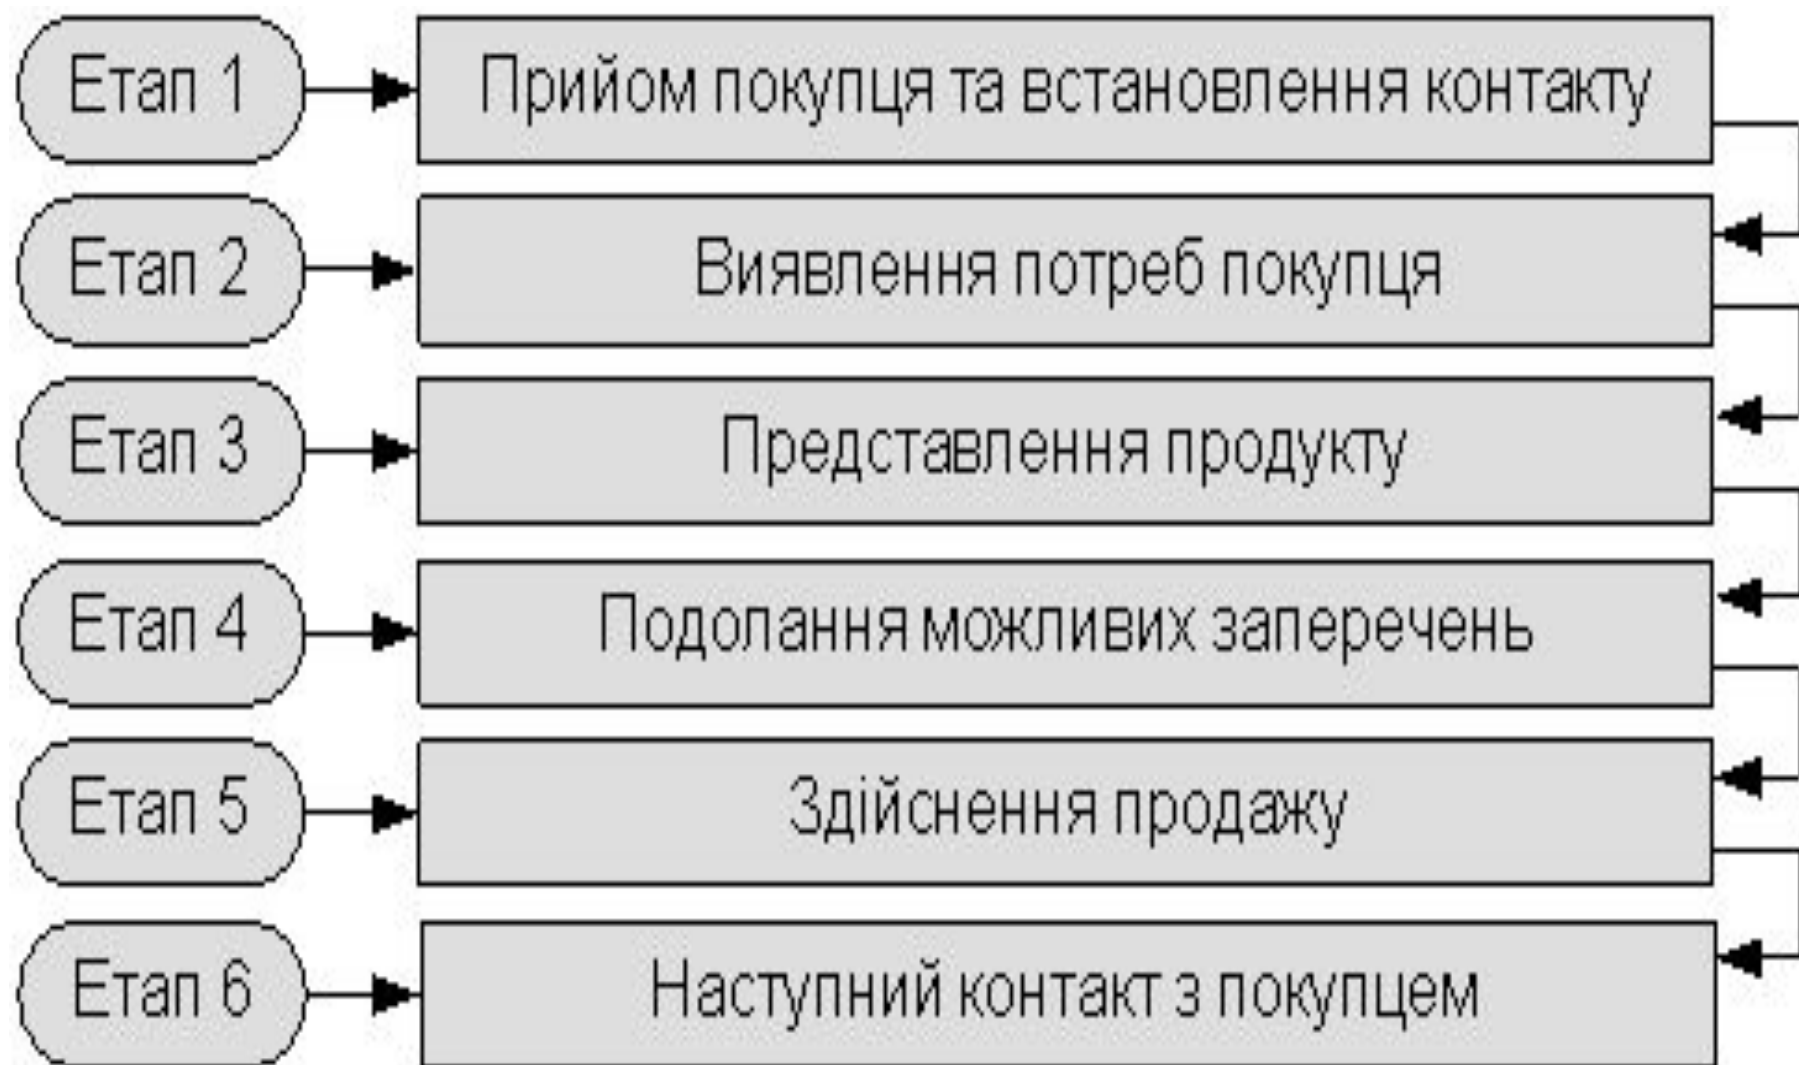 Етап 1
Прийом покупця та встановлення контакту
Етап 2
Виявлення потреб покупця
Етап 3
Представлення продукту
Етап 4
Подолання можливих заперечень
Етап 5
Здійснення продажу
Етап 6
Наступний контакт з покупцем